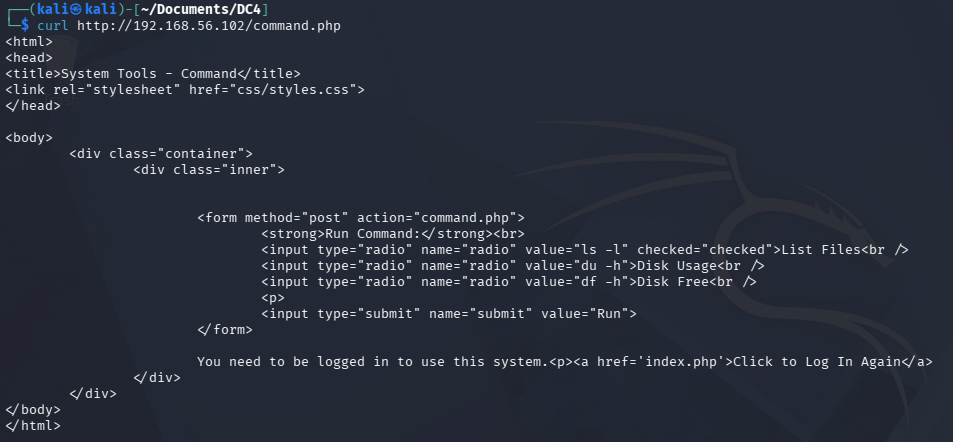 ┌──(kali㉿kali)-[~/Documents/DC4]
└─$ curl http://192.168.56.102/command.php
<html>
<head>
<title>System Tools - Command</title>
<link rel="stylesheet" href="css/styles.css">
</head>

<body>
        <div class="container">
                <div class="inner">


                        <form method="post" action="command.php">
                                <strong>Run Command:</strong><br>
                                <input type="radio" name="radio" value="ls -l" checked="checked">List Files<br />
                                <input type="radio" name="radio" value="du -h">Disk Usage<br />
                                <input type="radio" name="radio" value="df -h">Disk Free<br />
                                <p>
                                <input type="submit" name="submit" value="Run">
                        </form>

                        You need to be logged in to use this system.<p><a href='index.php'>Click to Log In Again</a>
                </div>
        </div>
</body>
</html>